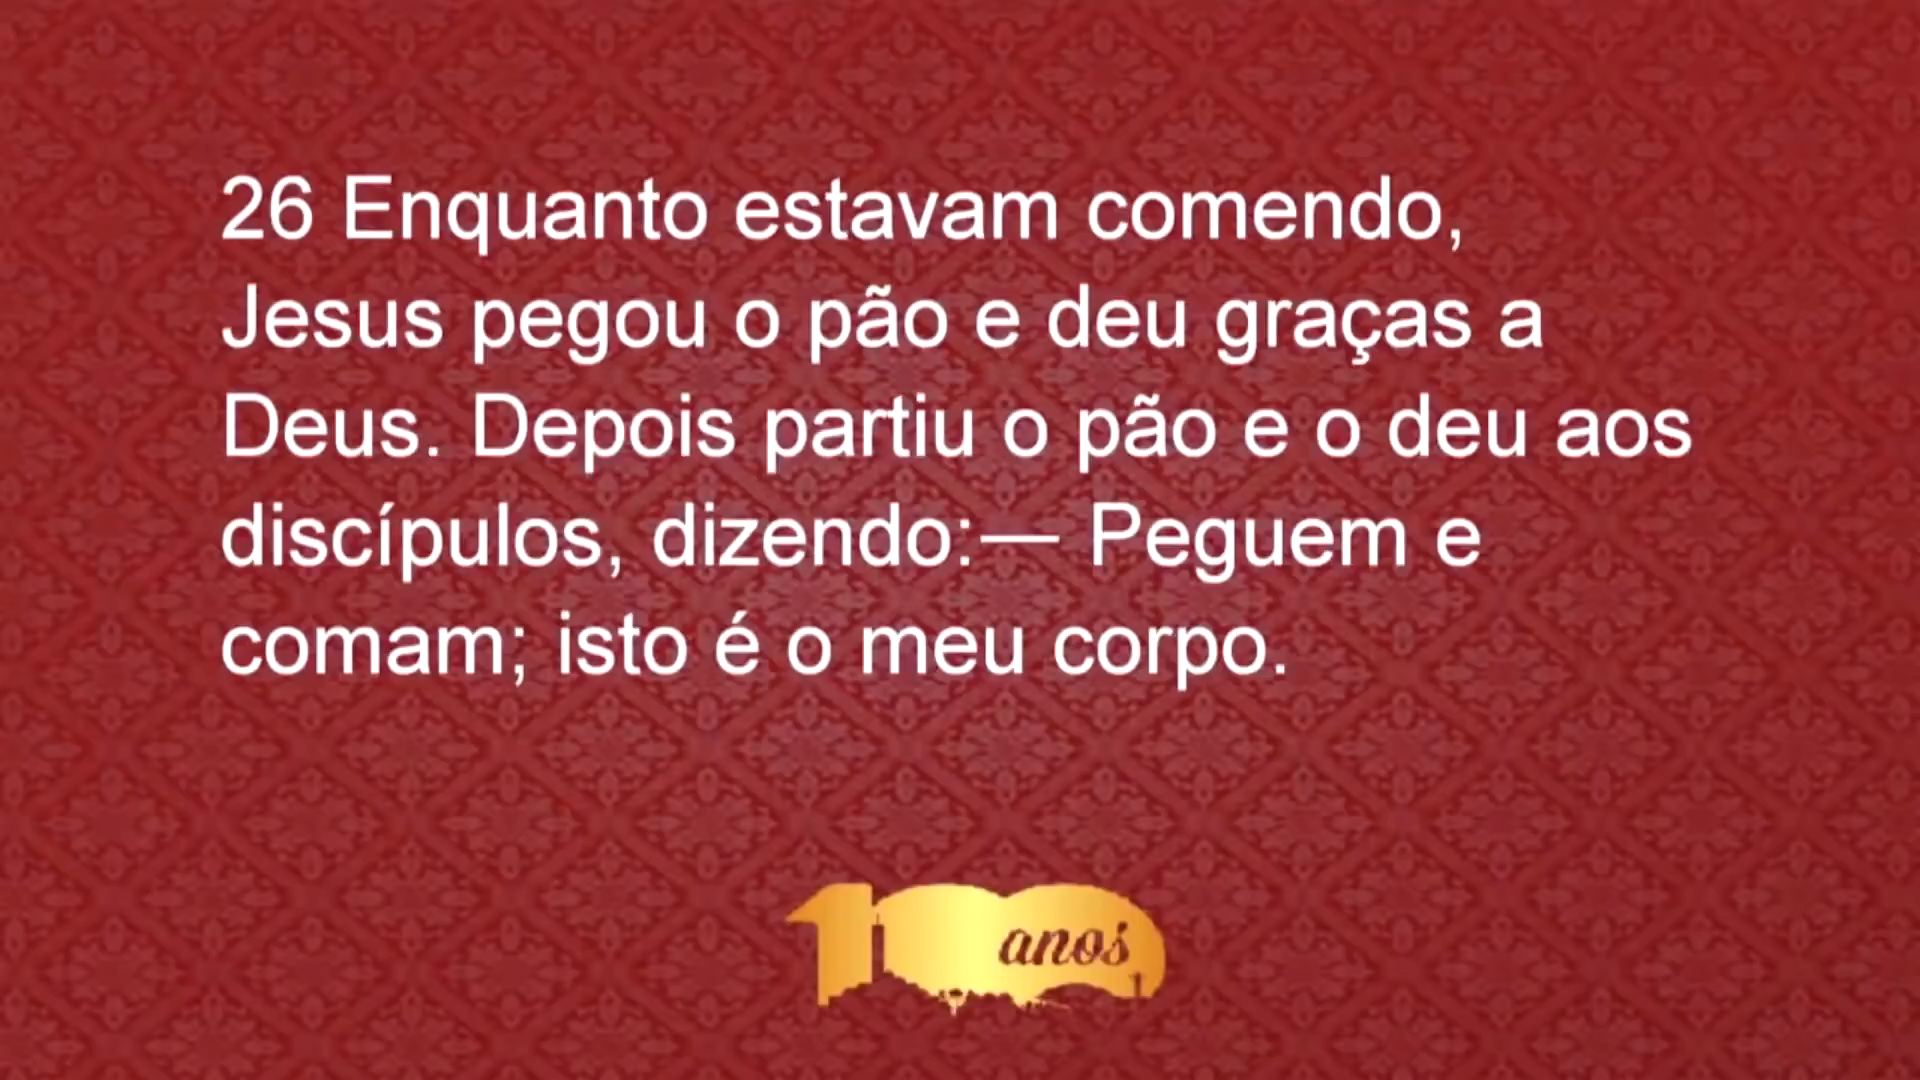 26 Enquanto estavam comendo,
Jesus pegou o pão e deu graças a
Deus. Depois partiu o pão e o deu aos
discípulos, dizendo:— Peguem e
comam; isto é o meu corpo.
100 anos